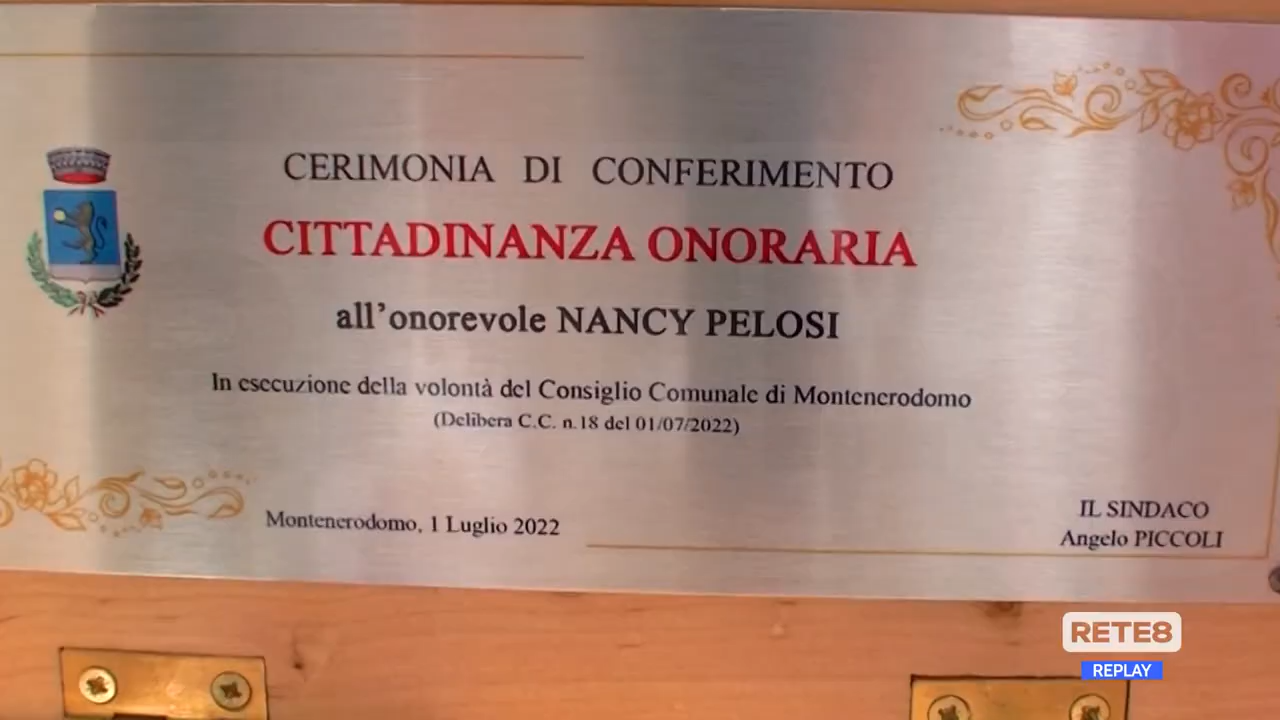 CERIMONIA DI CONFERIMENTO
CITTADINANZA ONORARIA
all'onorevole NANCY PELOSI
In esecuzione della volontà del Consiglio Comunale di Montenerodomo
(Delibera C.C. n.18 del 01/07/2022)
Montenerodomo, 1 Luglio 2022
IL SINDACO
Angelo PICCOLI
RETE8
REPLAY